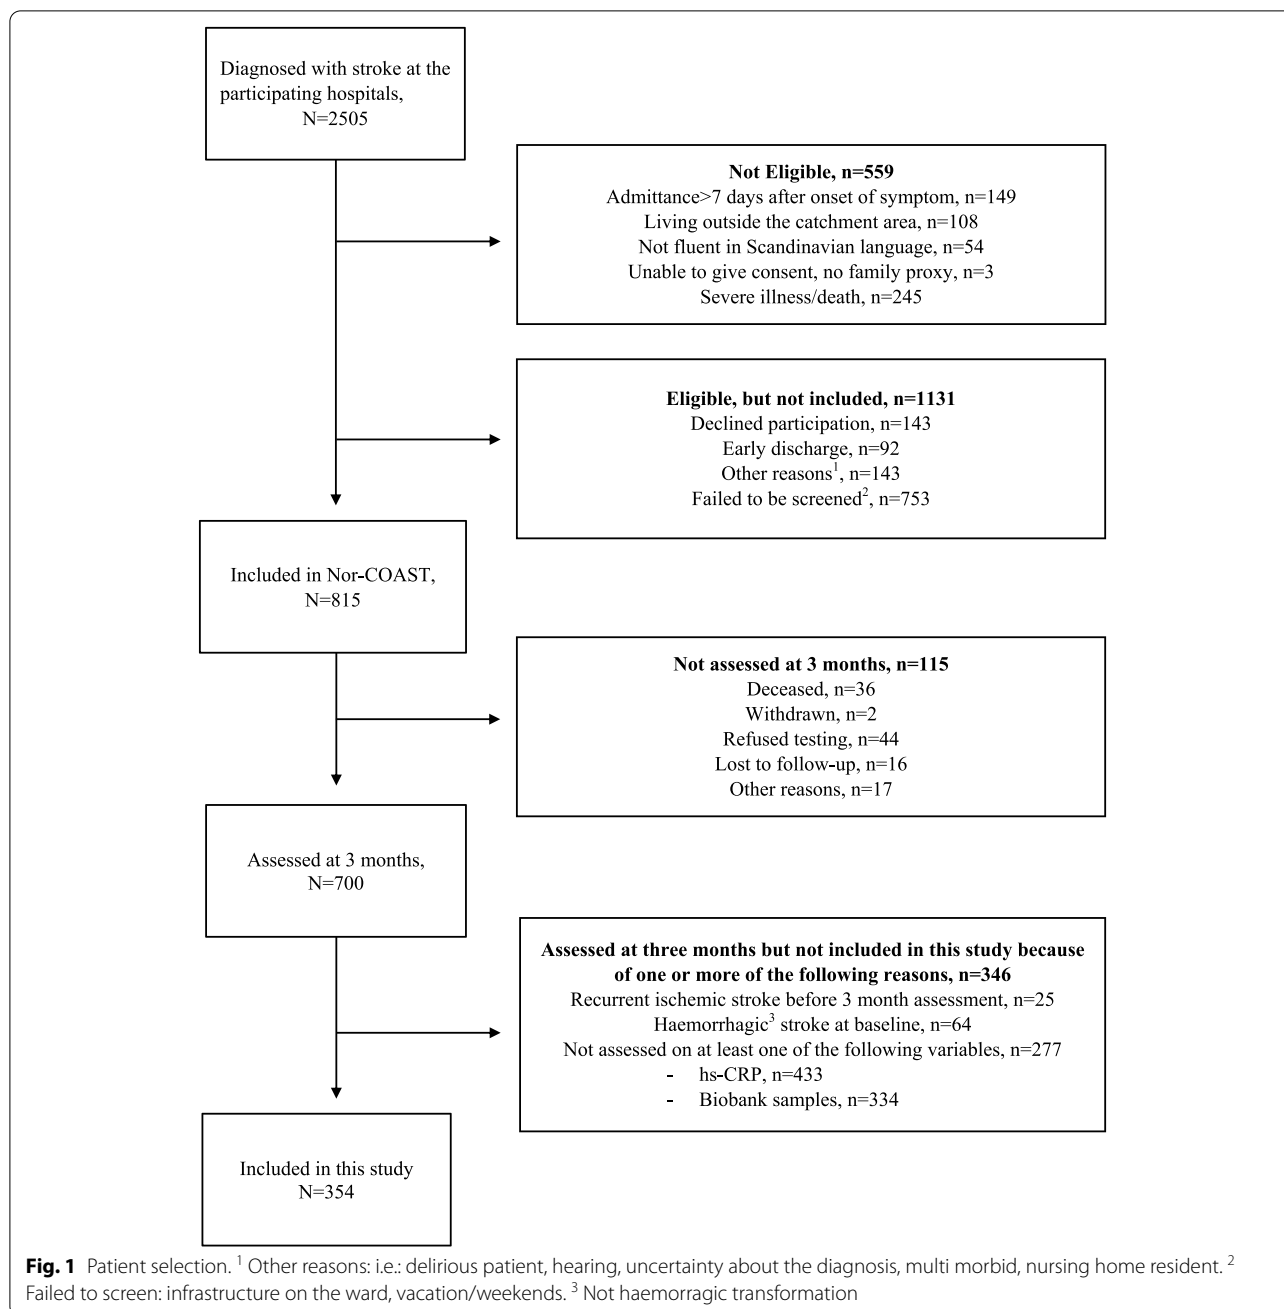 Diagnosed with stroke at the
participating hospitals,
N=2505
Not Eligible, n=559
Admittance>7 days after onset of symptom, n=149
Living outside the catchment area, n=108
Not fluent in Scandinavian language, n=54
Unable to give consent, no family proxy, n=3
Severe illness/death, n=245
Eligible, but not included, n=1131
Declined participation, n=143
Early discharge, n=92
Other reasons¹, n=143
Failed to be screened², n=753
Included in Nor-COAST,
N=815
Not assessed at 3 months, n=115
Deceased, n=36
Withdrawn, n=2
Refused testing, n=44
Lost to follow-up, n=16
Other reasons, n=17
Assessed at 3 months,
N=700
Assessed at three months but not included in this study because
of one or more of the following reasons, n=346
Recurrent ischemic stroke before 3 month assessment, n=25
Haemorrhagic³ stroke at baseline, n=64
Not assessed on at least one of the following variables, n=277
- hs-CRP, n=433
- Biobank samples, n=334
Included in this study
N=354
Fig. 1 Patient selection. ¹ Other reasons: i.e.: delirious patient, hearing, uncertainty about the diagnosis, multi morbid, nursing home resident. ²
Failed to screen: infrastructure on the ward, vacation/weekends. ³ Not haemorragic transformation